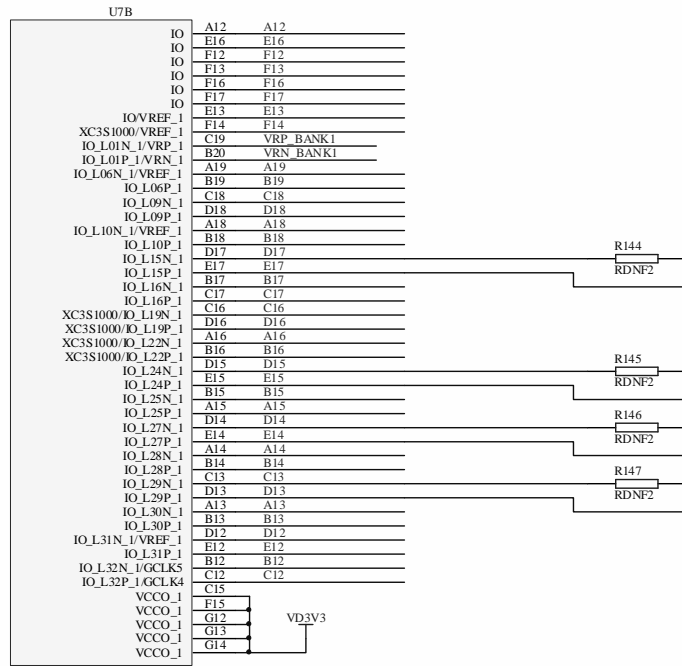 U7B
IO A12 A12
IO E16 E16
IO F12 F12
IO F13 F13
IO F16 F16
IO F17 F17
IO/VREF_1 E13 E13
XC3S1000/VREF_1 F14 F14
IO_L01N_1/VRP_1 C19 VRP_BANK1
IO_L01P_1/VRN_1 B20 VRN_BANK1
IO_L06N_1/VREF_1 A19 A19
IO_L06P_1 B19 B19
IO_L09N_1 C18 C18
IO_L09P_1 D18 D18
IO_L10N_1/VREF_1 A18 A18
IO_L10P_1 B18 B18
IO_L15N_1 D17 D17 R144
IO_L15P_1 E17 E17 RDNF2
IO_L16N_1 B17 B17
IO_L16P_1 C17 C17
XC3S1000/IO_L19N_1 C16 C16
XC3S1000/IO_L19P_1 D16 D16
XC3S1000/IO_L22N_1 A16 A16
XC3S1000/IO_L22P_1 B16 B16
IO_L24N_1 D15 D15 R145
IO_L24P_1 E15 E15 RDNF2
IO_L25N_1 B15 B15
IO_L25P_1 A15 A15
IO_L27N_1 D14 D14 R146
IO_L27P_1 E14 E14 RDNF2
IO_L28N_1 A14 A14
IO_L28P_1 B14 B14
IO_L29N_1 C13 C13 R147
IO_L29P_1 D13 D13 RDNF2
IO_L30N_1 A13 A13
IO_L30P_1 B13 B13
IO_L31N_1/VREF_1 D12 D12
IO_L31P_1 E12 E12
IO_L32N_1/GCLK5 B12 B12
IO_L32P_1/GCLK4 C12 C12
VCCO_1 C15
VCCO_1 F15
VCCO_1 G12 VD3V3
VCCO_1 G13
VCCO_1 G14